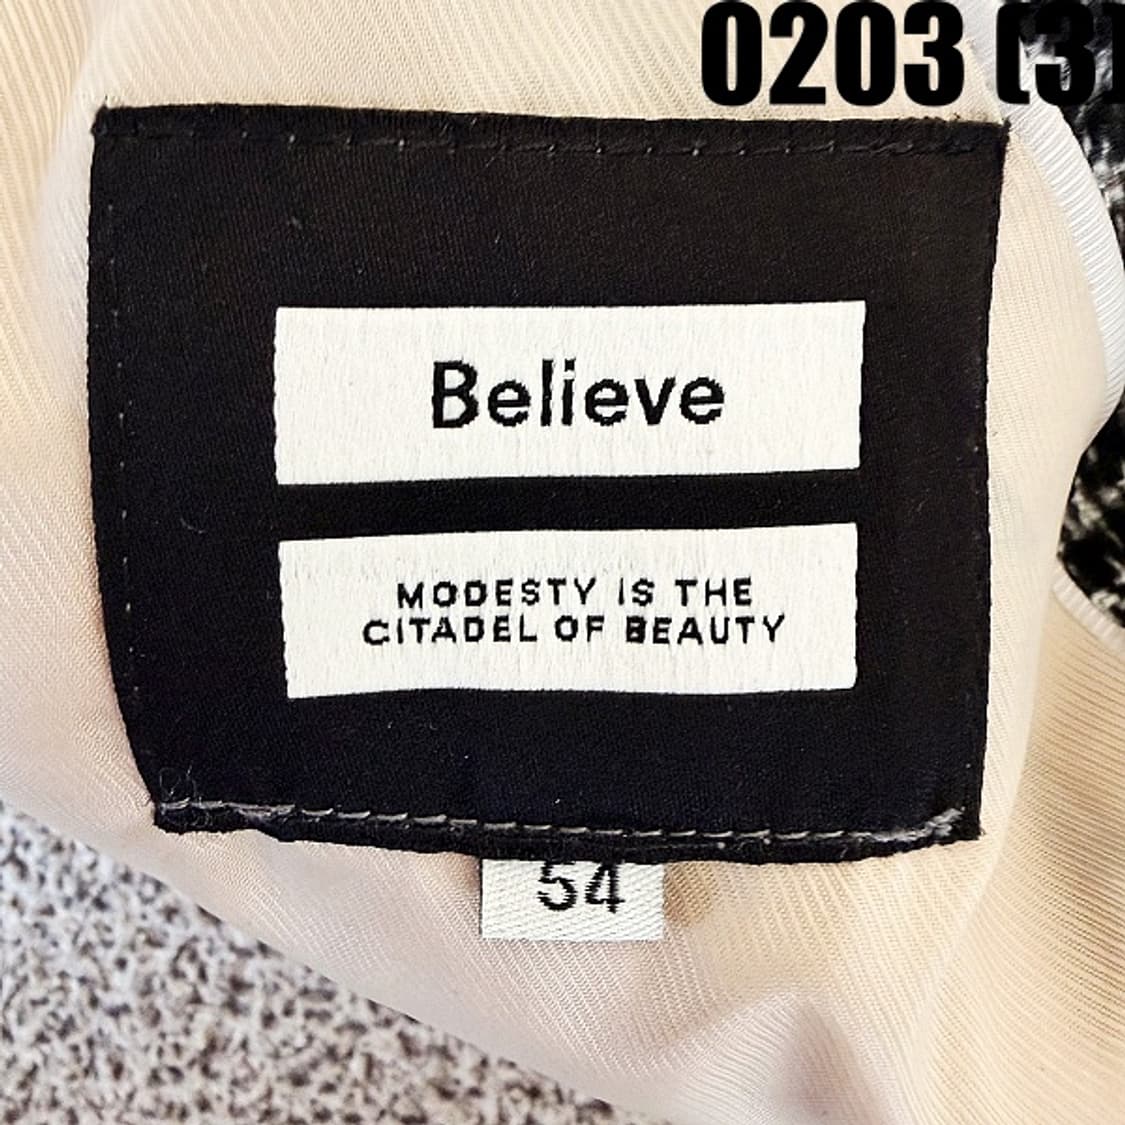 0203 (3)
Believe
MODESTY IS THE
CITADEL OF BEAUTY
54